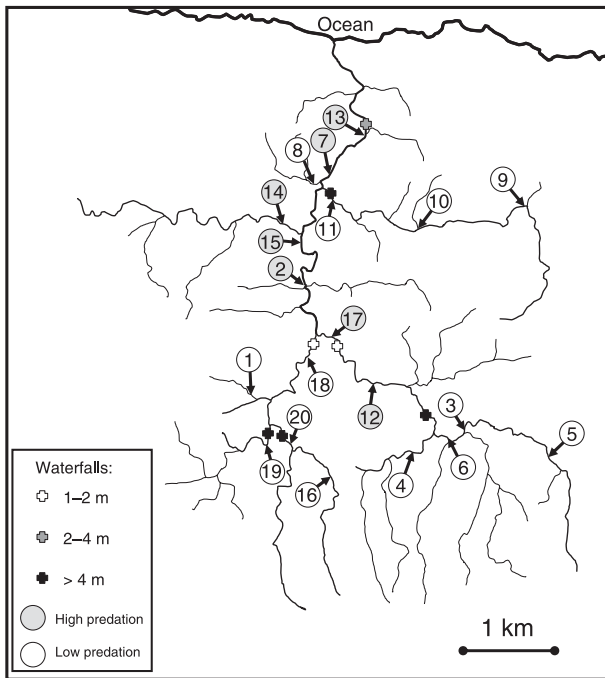 Ocean
13
7
8
14
9
10
11
15
2
17
1
18
12
3
20
5
19
6
4
16
Waterfalls:
1–2 m
2–4 m
> 4 m
High predation
Low predation
1 km